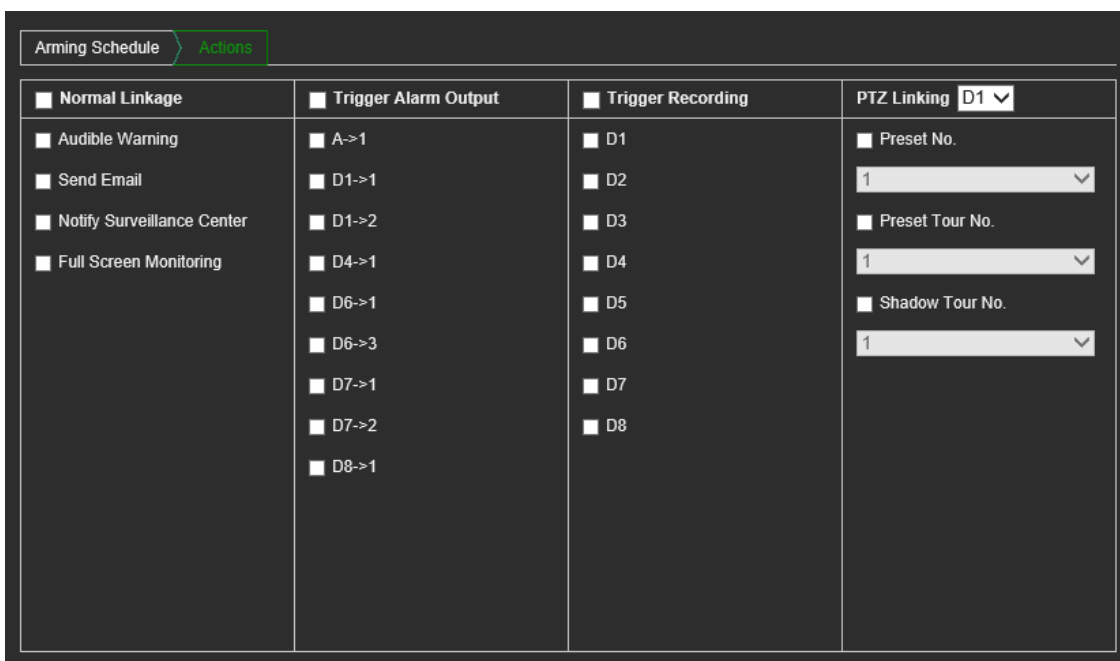 Arming Schedule Actions
Normal Linkage Trigger Alarm Output Trigger Recording PTZ Linking D1
Audible Warning A->1 D1 Preset No.
Send Email D1->1 D2 1
Notify Surveillance Center D1->2 D3 Preset Tour No.
Full Screen Monitoring D4->1 D4 1
D6->1 D5 Shadow Tour No.
D6->3 D6 1
D7->1 D7
D7->2 D8
D8->1